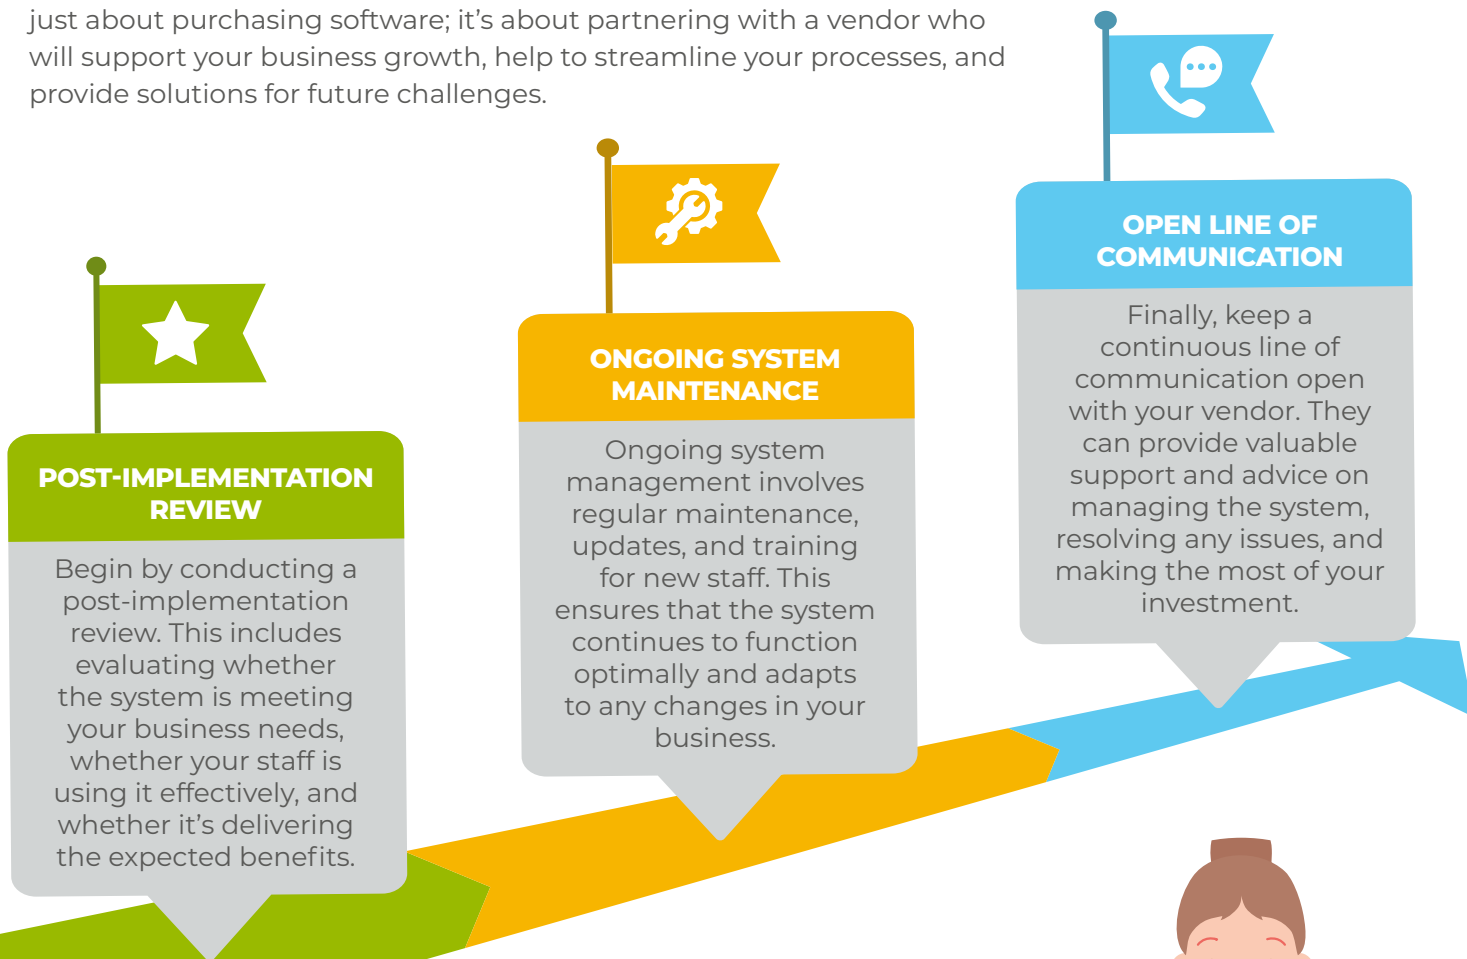 just about purchasing software; it’s about partnering with a vendor who
will support your business growth, help to streamline your processes, and
provide solutions for future challenges.
POST-IMPLEMENTATION
REVIEW
Begin by conducting a
post-implementation
review. This includes
evaluating whether
the system is meeting
your business needs,
whether your staff is
using it effectively, and
whether it’s delivering
the expected benefits.
ONGOING SYSTEM
MAINTENANCE
Ongoing system
management involves
regular maintenance,
updates, and training
for new staff. This
ensures that the system
continues to function
optimally and adapts
to any changes in your
business.
OPEN LINE OF
COMMUNICATION
Finally, keep a
continuous line of
communication open
with your vendor. They
can provide valuable
support and advice on
managing the system,
resolving any issues, and
making the most of your
investment.